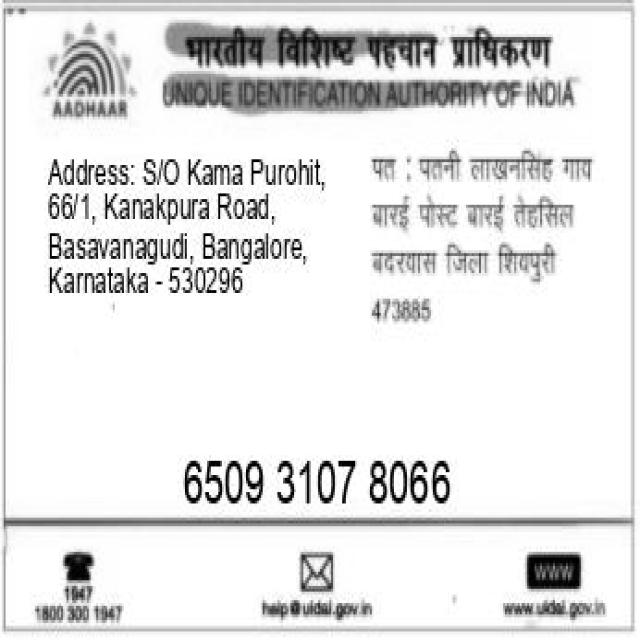 भारतीय विशिष्ट पहचान प्राधिकरण
AADHAAR
UNIQUE IDENTIFICATION AUTHORITY OF INDIA
Address: S/O Kama Purohit,
66/1, Kanakpura Road,
Basavanagudi, Bangalore,
Karnataka - 530296
पत : पतनी लाखनसिंह गाय
बारई पोस्ट बारई तेहसिल
बदरवास जिला शिवपुरी
473885
6509 3107 8066
1947
1800 300 1947
help@uidai.gov.in
WWW
www.uidai.gov.in